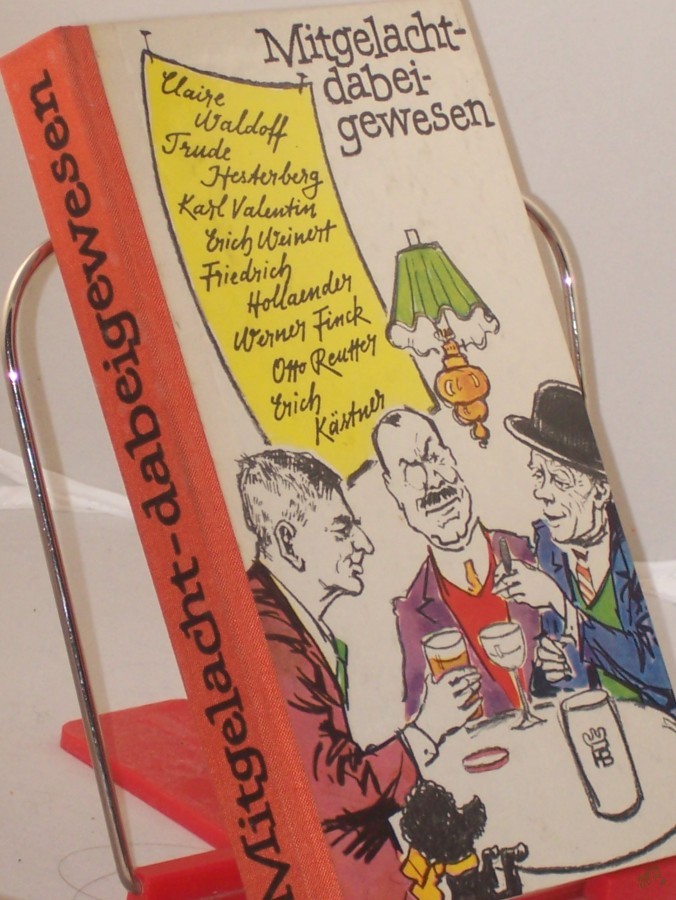 Mitgelacht-
dabei-
gewesen
Claire
Waldoff
Trude
Hesterberg
Karl Valentin
Erich Weinert
Friedrich
Hollaender
Werner Finck
Otto Reutter
Erich
Kästner
Mitgelacht-dabeigewesen